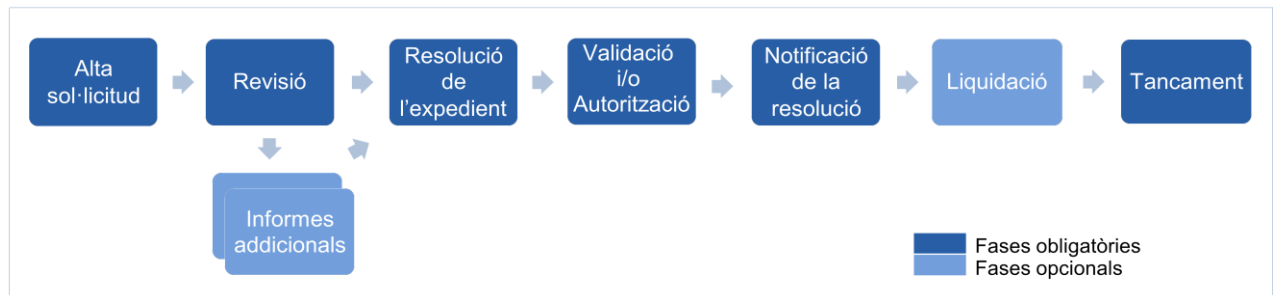 Alta
sol·licitud
Revisió
Resolució
de
l'expedient
Validació
i/o
Autorització
Notificació
de la
resolució
Liquidació
Tancament
Informes
addicionals
Fases obligatòries
Fases opcionals